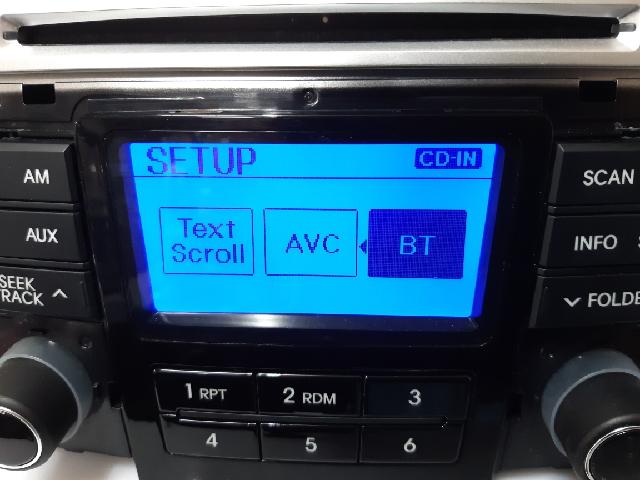 SETUP
CD-IN
Text
Scroll
AVC
BT
AM
AUX
SEEK
TRACK
SCAN
INFO
FOLDE
1 RPT
2 RDM
3
4
5
6